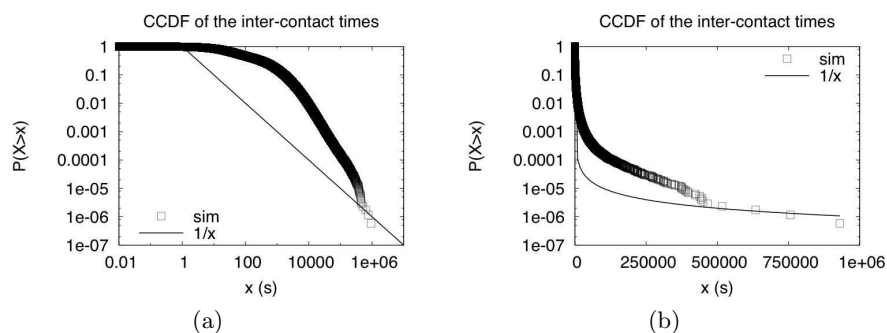 CCDF of the inter-contact times
P(X>x)
1
0.1
0.01
0.001
0.0001
1e-05
1e-06
1e-07
sim
1/x
0.01 1 100 10000 1e+06
x (s)
(a)
CCDF of the inter-contact times
P(X>x)
1
0.1
0.01
0.001
0.0001
1e-05
1e-06
1e-07
sim
1/x
0 250000 500000 750000 1e+06
x (s)
(b)